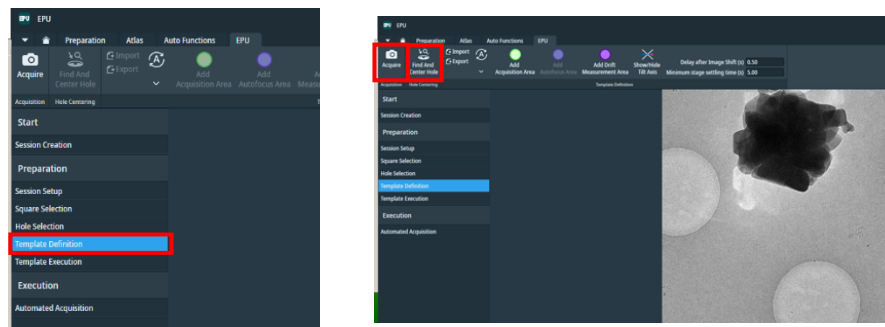 EPU EPU
Preparation Atlas Auto Functions EPU
Acquire
Find And
Center Hole
Import
Export
Add
Acquisition Area
Add
Autofocus Area
Acquisition Hole Centering
Start
Session Creation
Preparation
Session Setup
Square Selection
Hole Selection
Template Definition
Template Execution
Execution
Automated Acquisition
EPU EPU
Preparation Atlas Auto Functions EPU
Acquire
Find And
Center Hole
Import
Export
Add
Acquisition Area
Add
Autofocus Area
Add Drift
Measurement Area
Show/Hide
Tilt Axis
Delay after Image Shift (s) 0.50
Minimum stage settling time (s) 5.00
Acquisition Hole Centering Template Definition
Start
Session Creation
Preparation
Session Setup
Square Selection
Hole Selection
Template Definition
Template Execution
Execution
Automated Acquisition